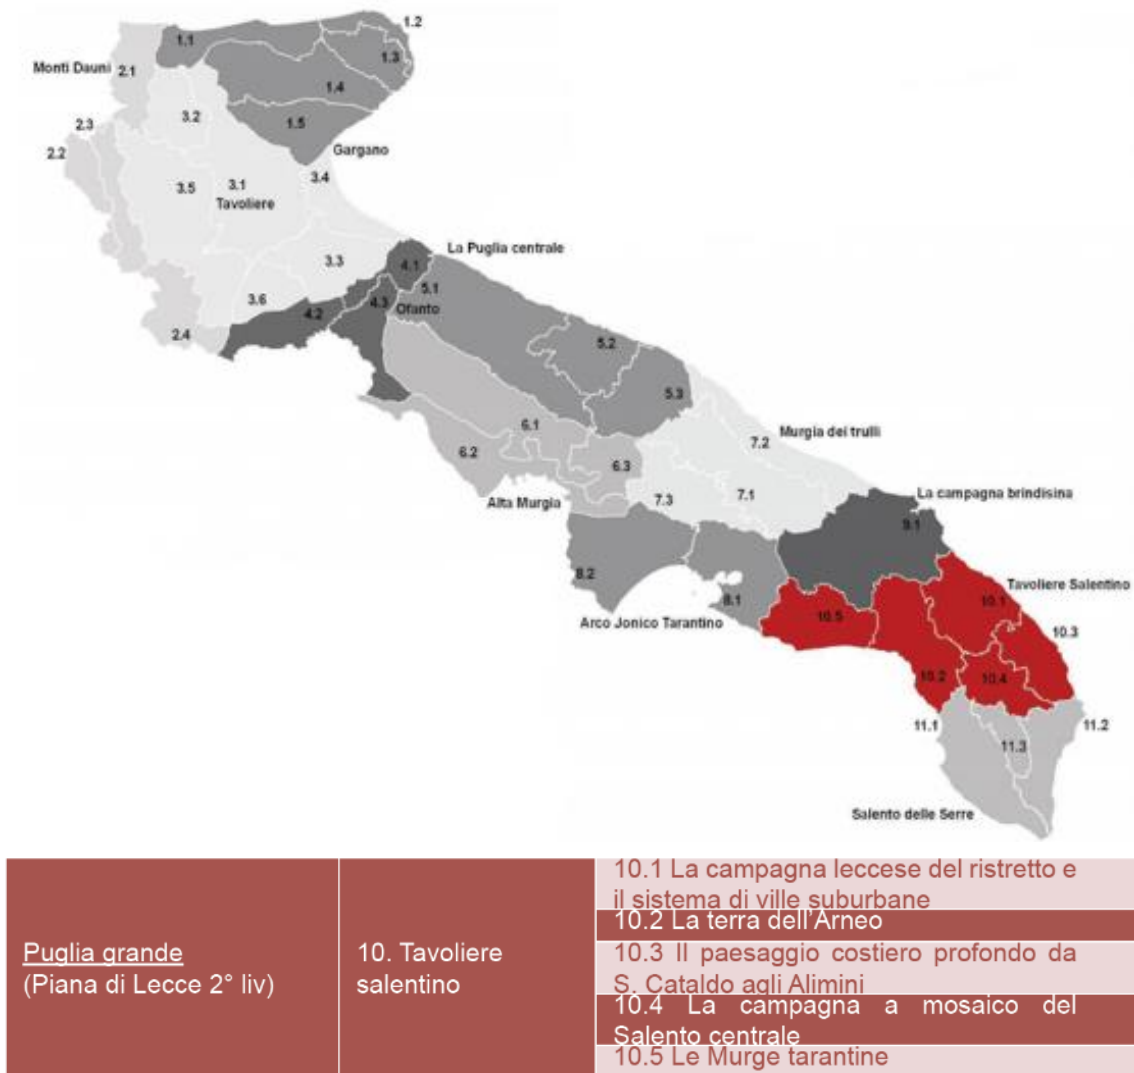 1.2
1.1
1.3
Monti Dauni
2.1
1.4
3.2
1.5
2.3
2.2
Gargano
3.4
3.5
3.1
Tavoliere
La Puglia centrale
3.3
4.1
5.1
3.6
4.3
Ofanto
4.2
2.4
5.2
5.3
6.1
7.2
Murgia dei trulli
6.2
6.3
7.3
7.1
Alta Murgia
La campagna brindisina
9.1
8.2
Tavoliere Salentino
8.1
10.1
Arco Jonico Tarantino
10.5
10.3
10.2
10.4
11.1
11.2
11.3
Salento delle Serre
Puglia grande
(Piana di Lecce 2° liv)
10. Tavoliere
salentino
10.1 La campagna leccese del ristretto e
il sistema di ville suburbane
10.2 La terra dell'Arneo
10.3 Il paesaggio costiero profondo da
S. Cataldo agli Alimini
10.4 La campagna a mosaico del
Salento centrale
10.5 Le Murge tarantine